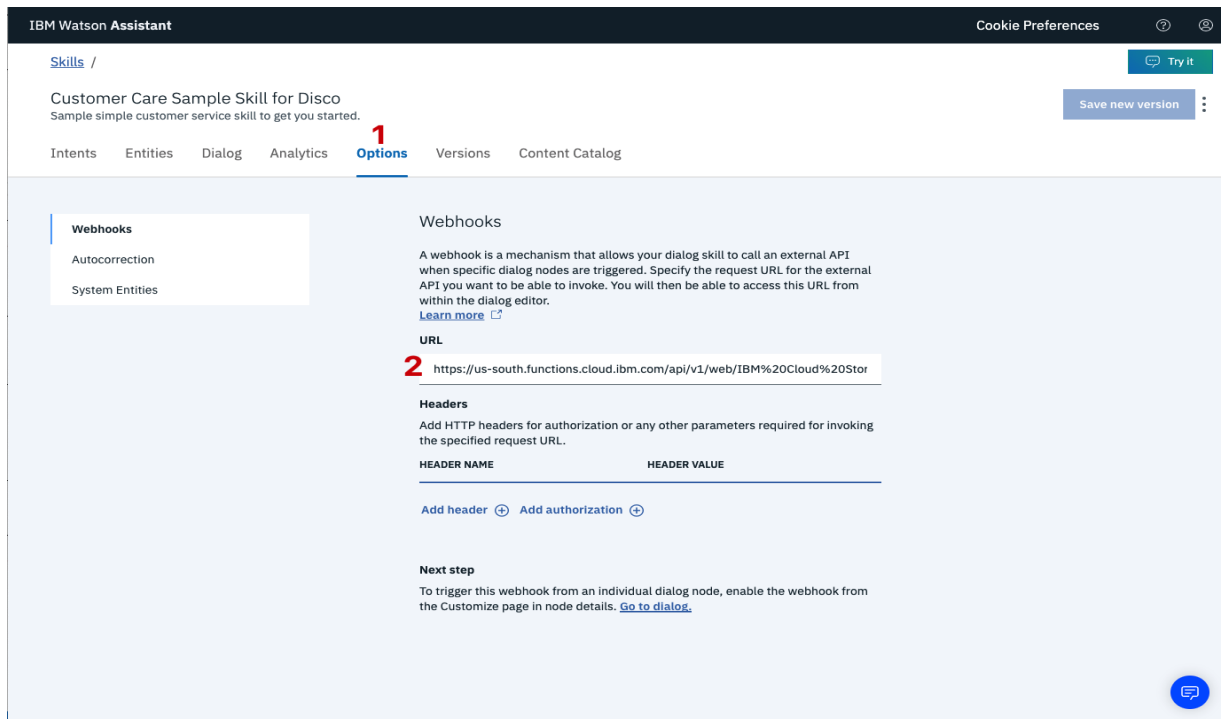 IBM Watson Assistant
Cookie Preferences
Skills /
Try it
Customer Care Sample Skill for Disco
Sample simple customer service skill to get you started.
Save new version
1
Intents Entities Dialog Analytics Options Versions Content Catalog
Webhooks
Autocorrection
System Entities
Webhooks
A webhook is a mechanism that allows your dialog skill to call an external API
when specific dialog nodes are triggered. Specify the request URL for the external
API you want to be able to invoke. You will then be able to access this URL from
within the dialog editor.
Learn more
URL
2 https://us-south.functions.cloud.ibm.com/api/v1/web/IBM%20Cloud%20Stor
Headers
Add HTTP headers for authorization or any other parameters required for invoking
the specified request URL.
HEADER NAME HEADER VALUE
Add header Add authorization
Next step
To trigger this webhook from an individual dialog node, enable the webhook from
the Customize page in node details. Go to dialog.